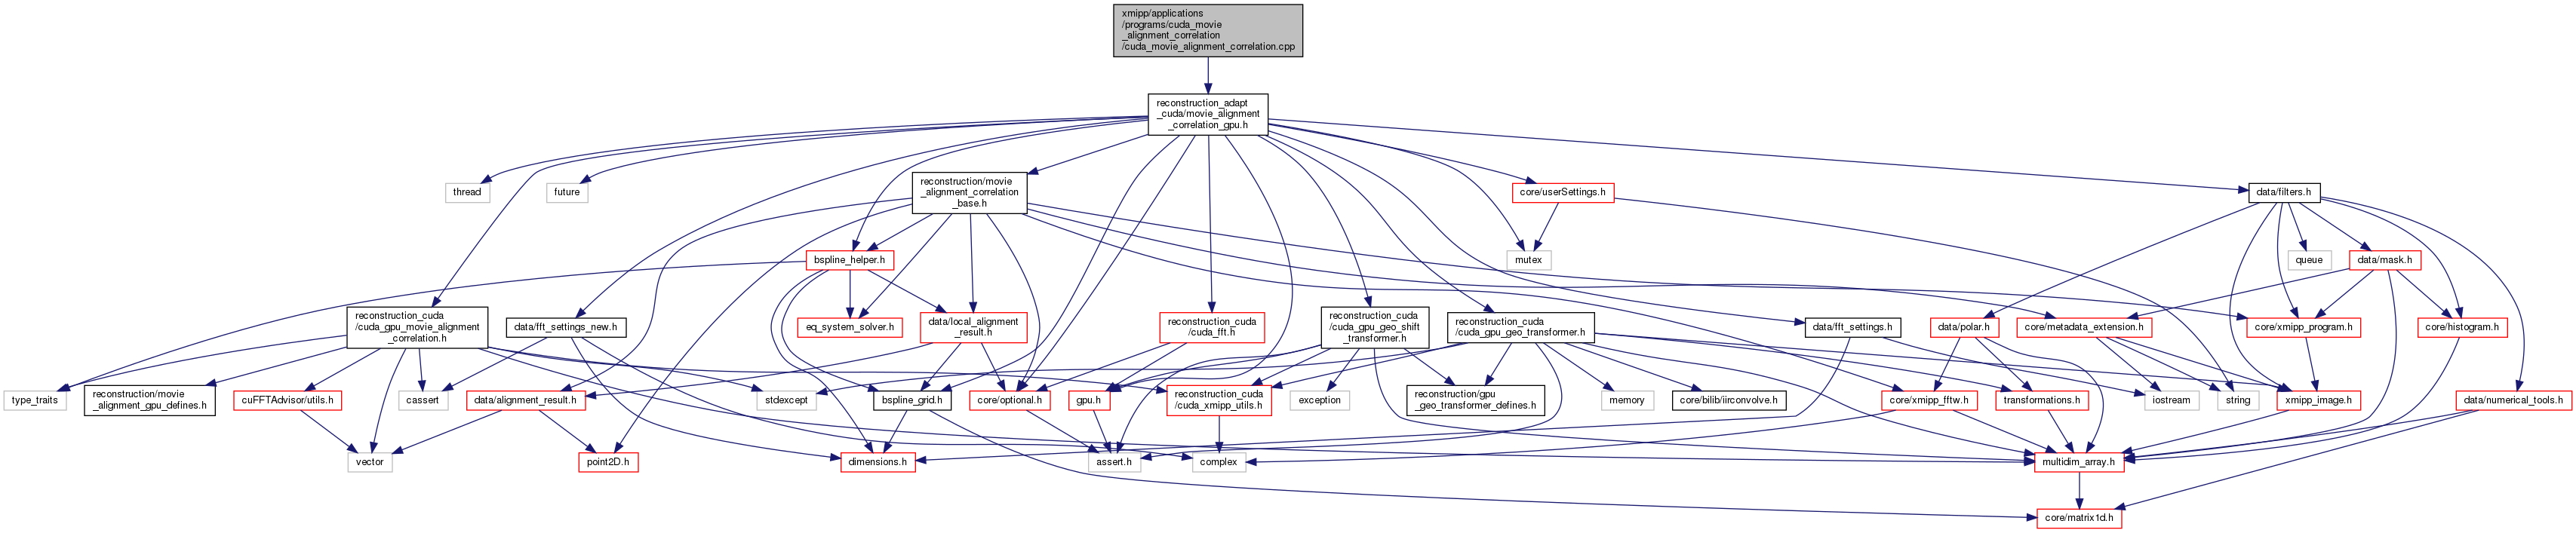 xmipp/applications
/programs/cuda_movie
_alignment_correlation
/cuda_movie_alignment_correlation.cpp
reconstruction_adapt
_cuda/movie_alignment
_correlation_gpu.h
thread
future
reconstruction/movie
_alignment_correlation
_base.h
core/userSettings.h
data/filters.h
bspline_helper.h
mutex
queue
data/mask.h
reconstruction_cuda
/cuda_gpu_movie_alignment
_correlation.h
data/fft_settings_new.h
eq_system_solver.h
data/local_alignment
_result.h
reconstruction_cuda
/cuda_fft.h
reconstruction_cuda
/cuda_gpu_geo_shift
_transformer.h
reconstruction_cuda
/cuda_gpu_geo_transformer.h
data/fft_settings.h
data/polar.h
core/metadata_extension.h
core/xmipp_program.h
core/histogram.h
type_traits
reconstruction/movie
_alignment_gpu_defines.h
cuFFTAdvisor/utils.h
cassert
data/alignment_result.h
stdexcept
bspline_grid.h
core/optional.h
gpu.h
reconstruction_cuda
/cuda_xmipp_utils.h
exception
reconstruction/gpu
_geo_transformer_defines.h
memory
core/bilib/iirconvolve.h
core/xmipp_fftw.h
transformations.h
iostream
string
xmipp_image.h
data/numerical_tools.h
vector
point2D.h
dimensions.h
assert.h
complex
multidim_array.h
core/matrix1d.h